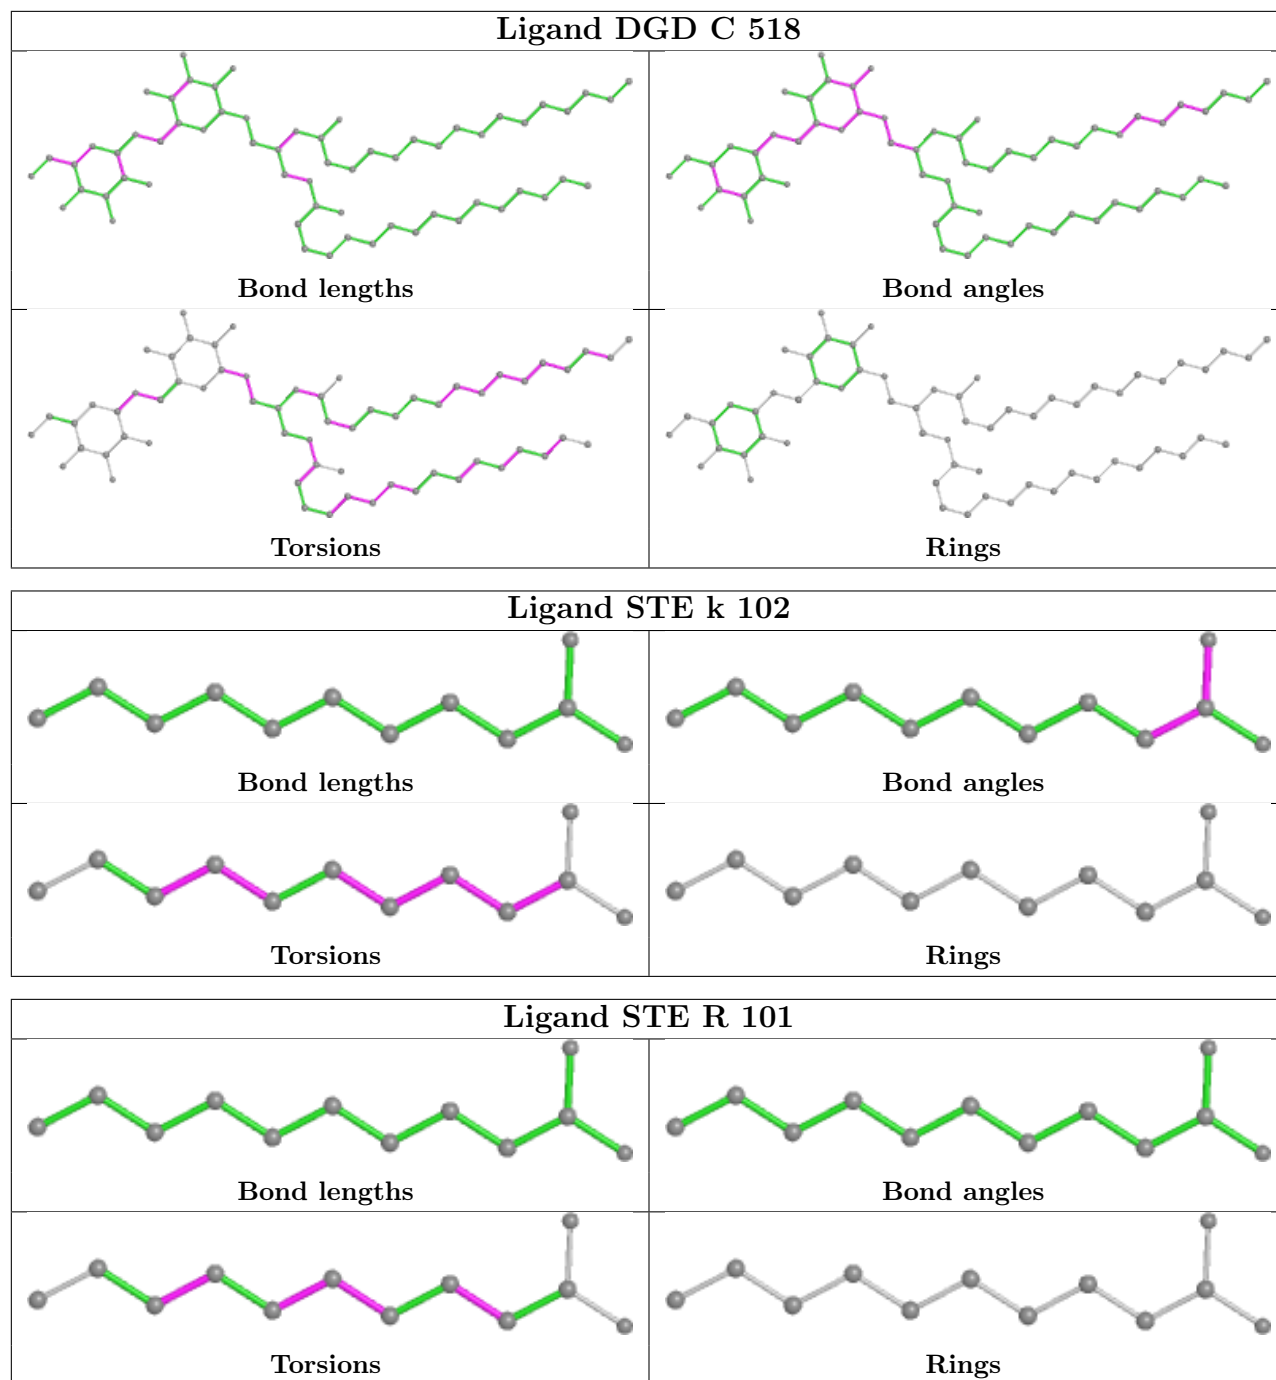 Ligand DGD C 518
Bond lengths
Bond angles
Torsions
Rings
Ligand STE k 102
Bond lengths
Bond angles
Torsions
Rings
Ligand STE R 101
Bond lengths
Bond angles
Torsions
Rings